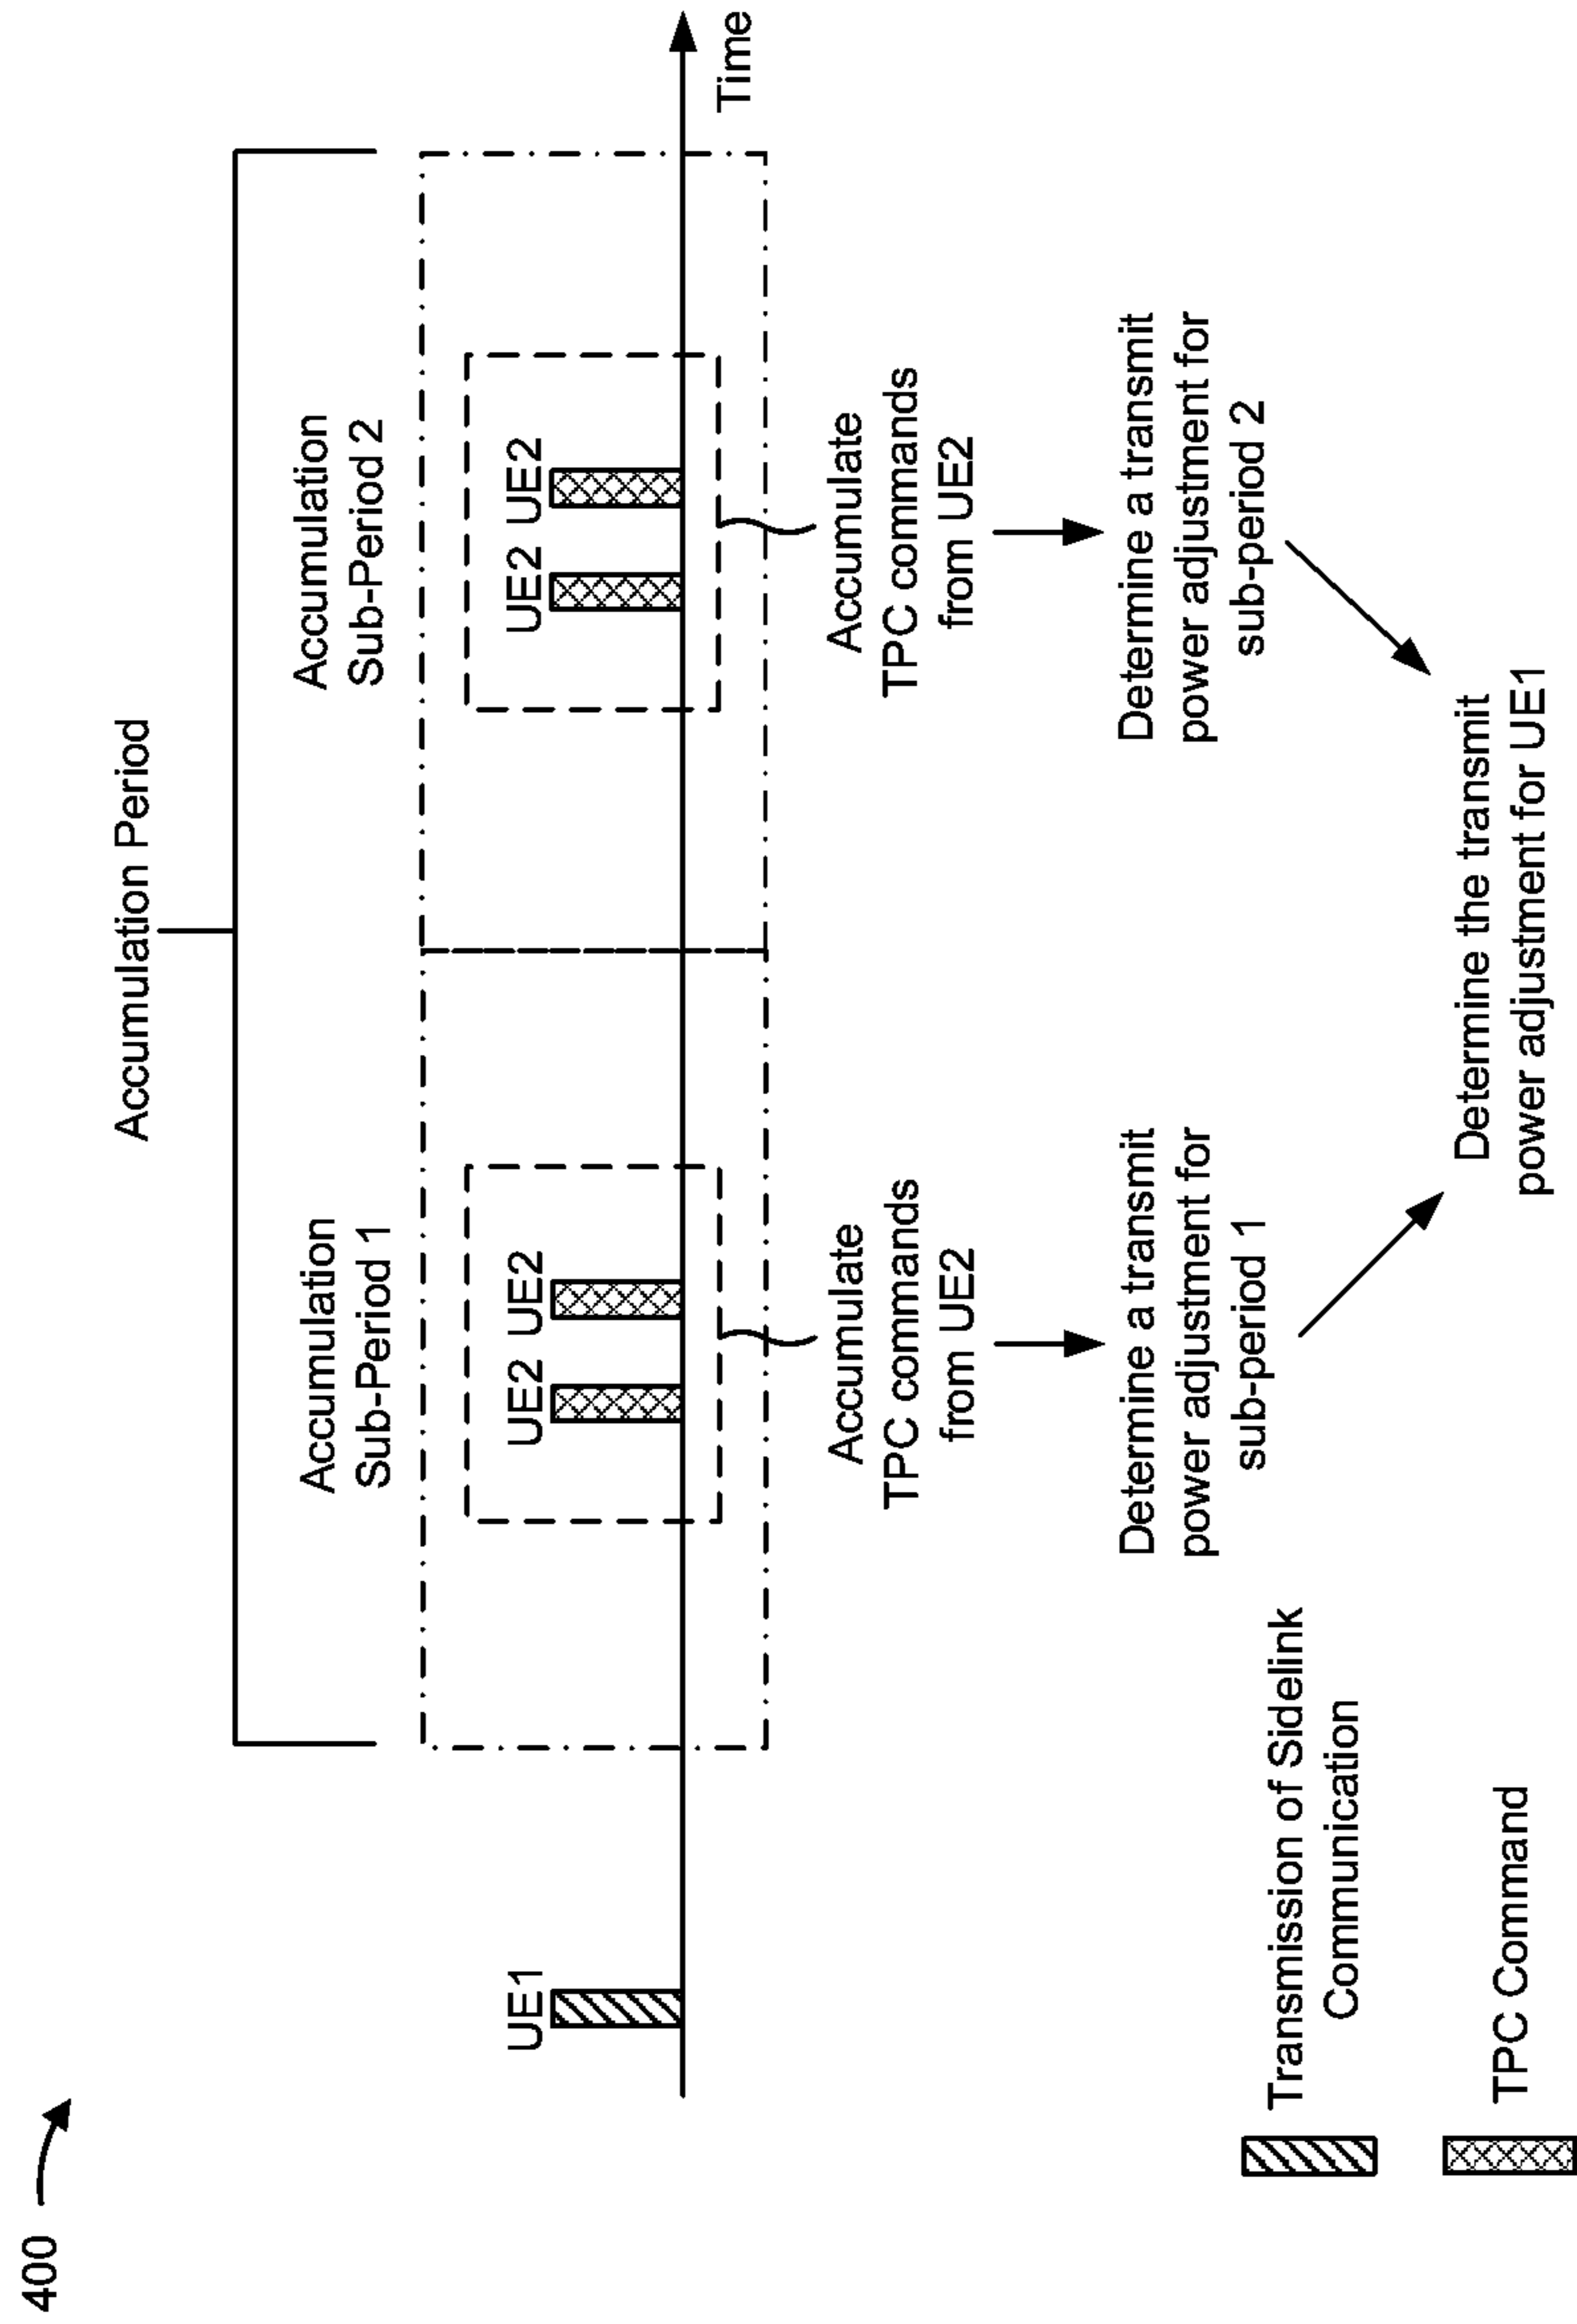 400
Accumulation Period
Accumulation
Sub-Period 1
Accumulation
Sub-Period 2
UE1
UE2
UE2
UE2
UE2
Time
Accumulate
TPC commands
from UE2
Accumulate
TPC commands
from UE2
Determine a transmit
power adjustment for
sub-period 1
Determine a transmit
power adjustment for
sub-period 2
Determine the transmit
power adjustment for UE1
Transmission of Sidelink
Communication
TPC Command